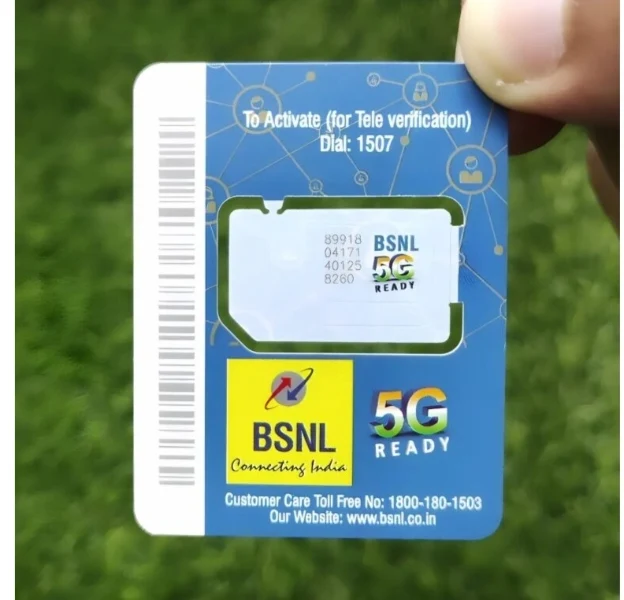 To Activate (for Tele verification)
Dial: 1507
89918
04171
40125
8260
BSNL
5G
READY
BSNL
Connecting India
5G
READY
Customer Care Toll Free No: 1800-180-1503
Our Website: www.bsnl.co.in